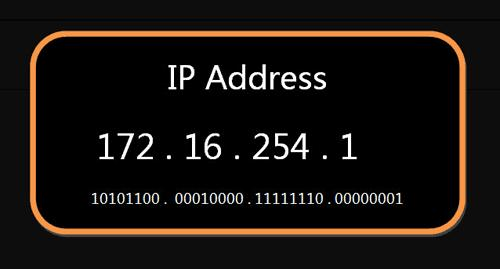 IP Address
172 . 16 . 254 . 1
10101100 . 00010000 . 11111110 . 00000001